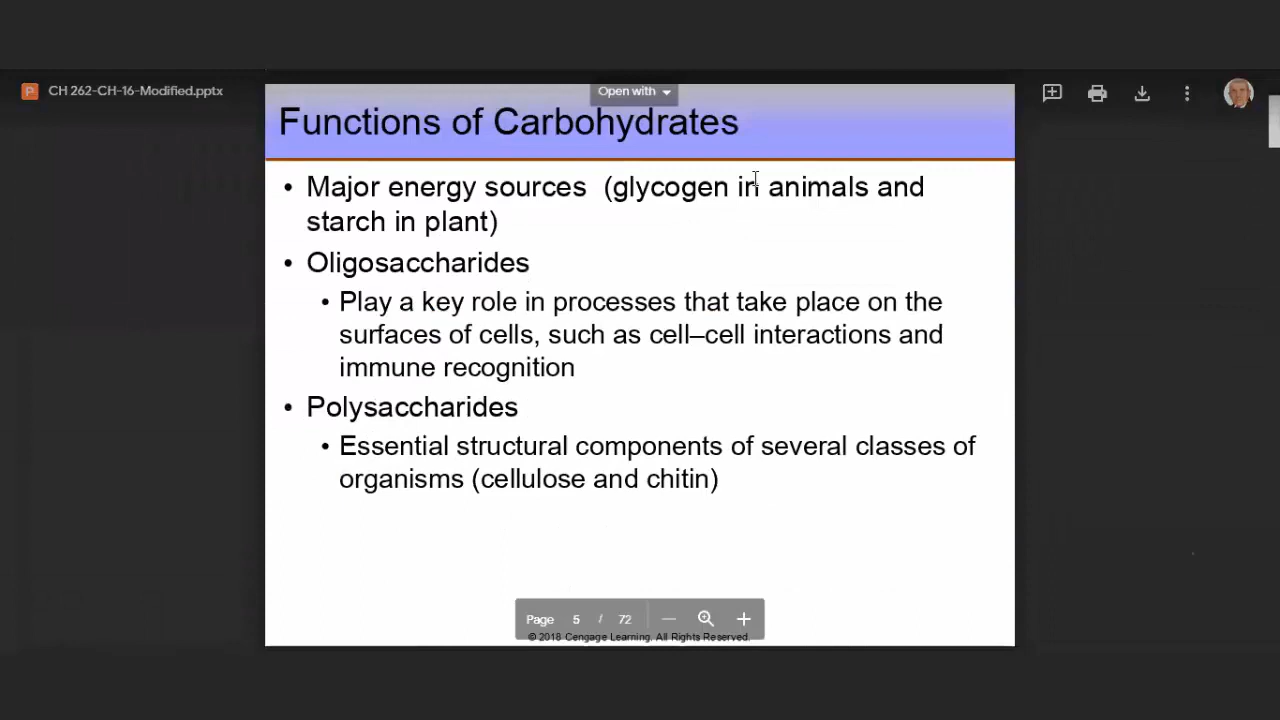 CH 262-CH-16-Modified.pptx
Open with
Functions of Carbohydrates
• Major energy sources (glycogen in animals and
starch in plant)
• Oligosaccharides
• Play a key role in processes that take place on the
surfaces of cells, such as cell–cell interactions and
immune recognition
• Polysaccharides
• Essential structural components of several classes of
organisms (cellulose and chitin)
Page 5 / 72
© 2018 Cengage Learning. All Rights Reserved.